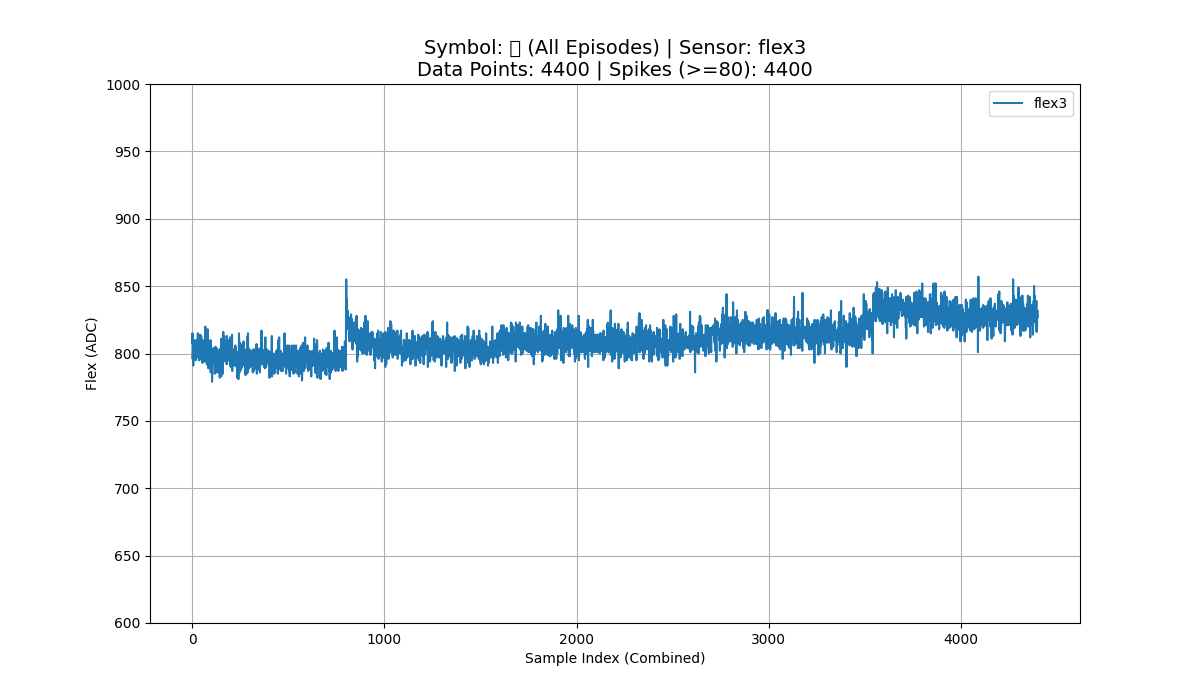 Symbol: (All Episodes) | Sensor: flex3
Data Points: 4400 | Spikes (>=80): 4400
flex3
Flex (ADC)
1000
950
900
850
800
750
700
650
600
0
1000
2000
3000
4000
Sample Index (Combined)